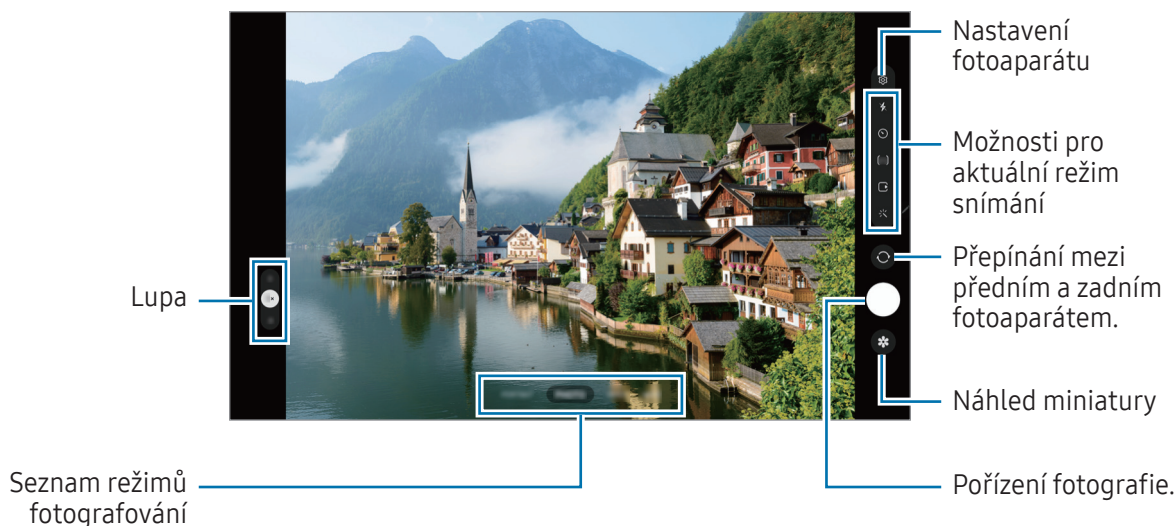 Nastavení
fotoaparátu
Možnosti pro
aktuální režim
snímání
Přepínání mezi
předním a zadním
fotoaparátem.
Lupa
Náhled miniatury
Pořízení fotografie.
Seznam režimů
fotografování